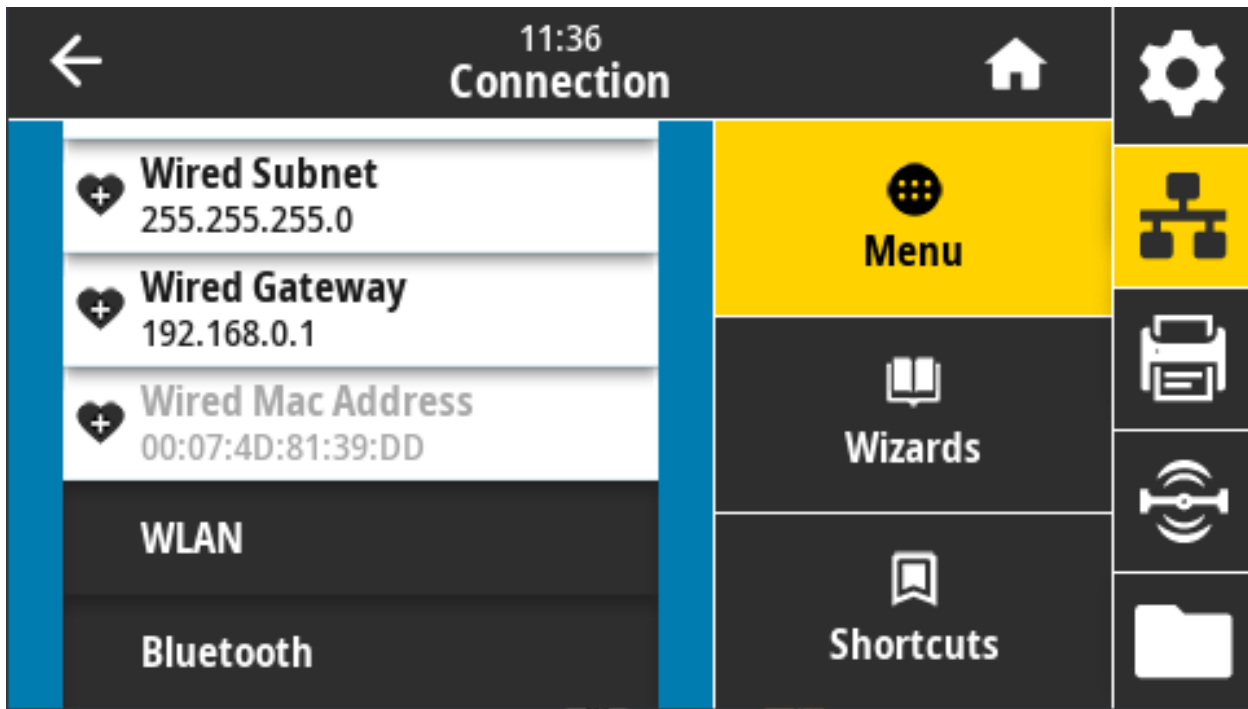 11:36
Connection
Wired Subnet
255.255.255.0
Wired Gateway
192.168.0.1
Wired Mac Address
00:07:4D:81:39:DD
WLAN
Bluetooth
Menu
Wizards
Shortcuts